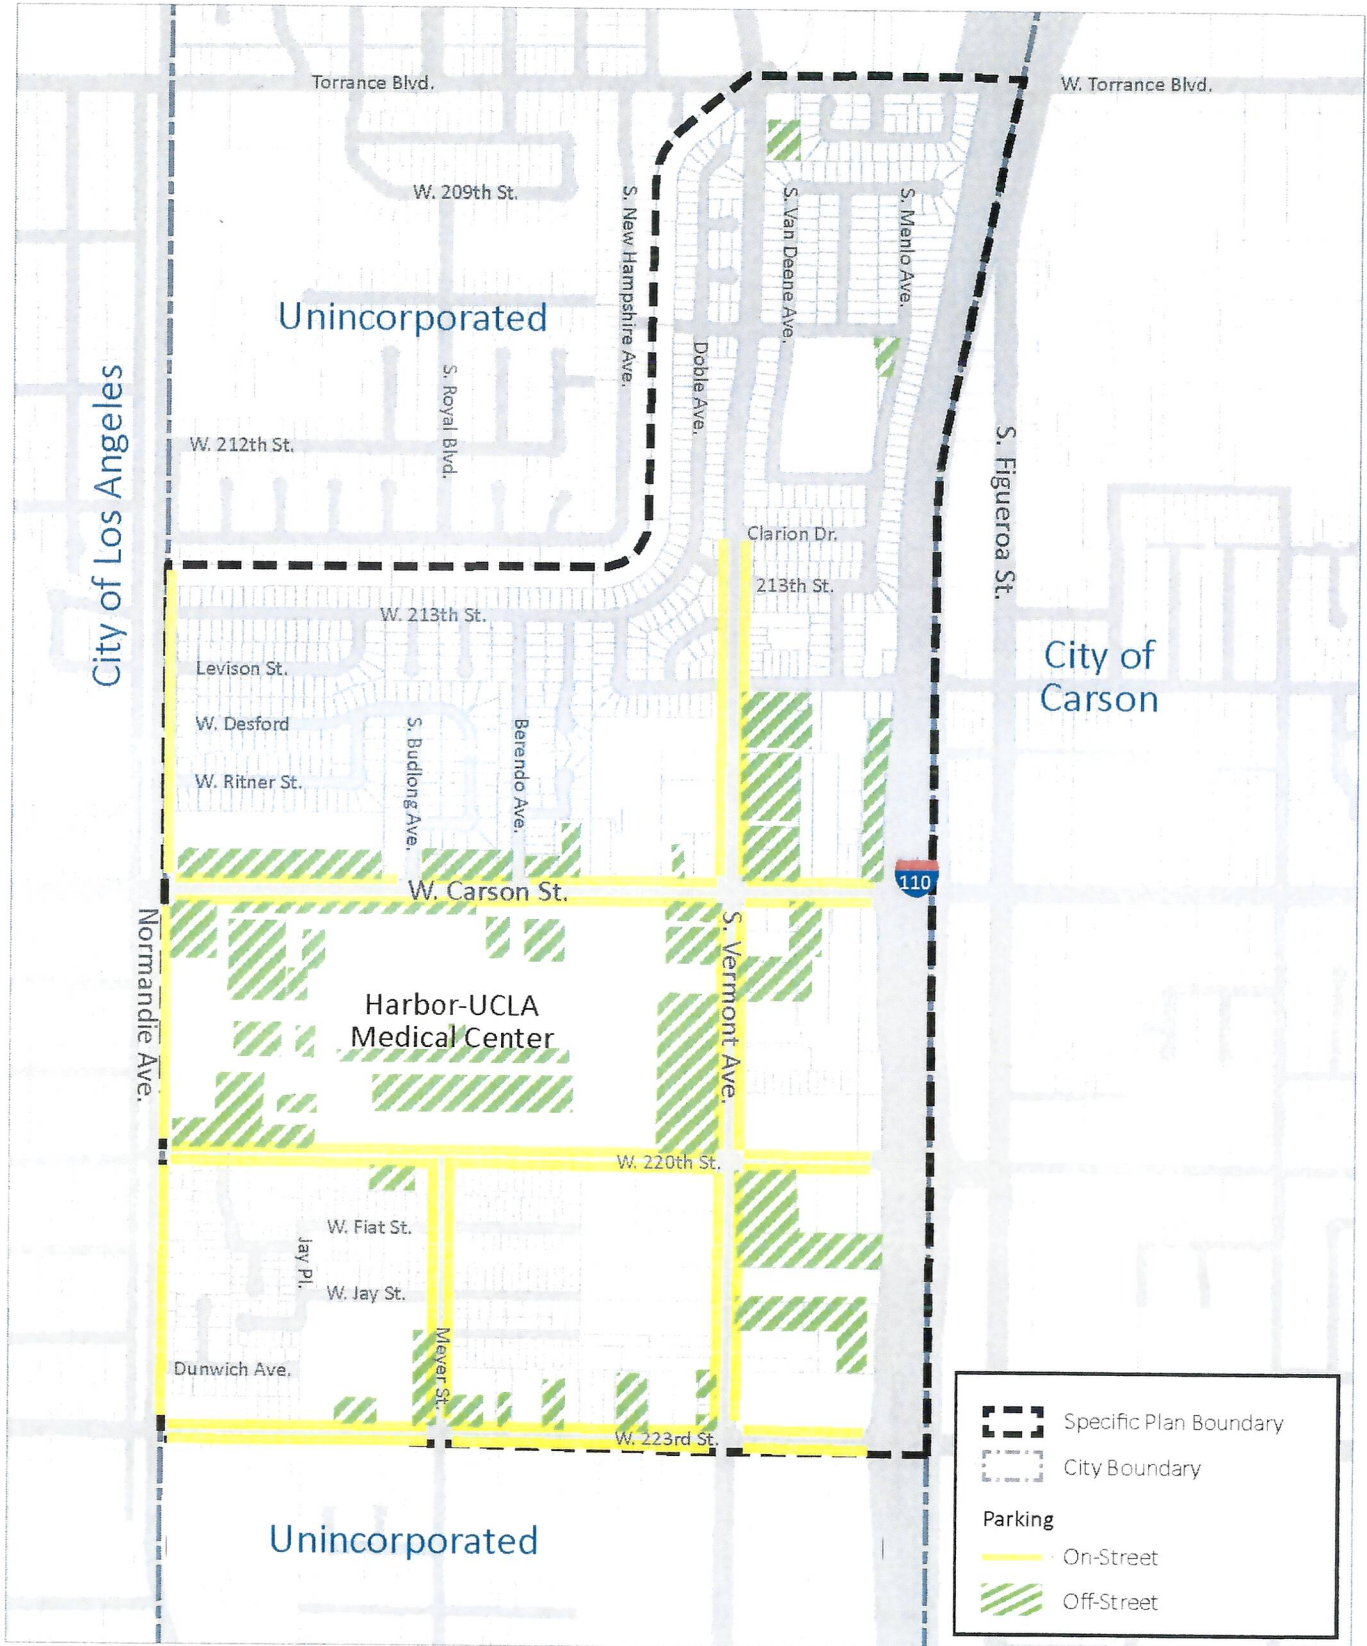 Torrance Blvd.
W. Torrance Blvd.
W. 209th St.
S. New Hampshire Ave.
S. Van Deene Ave.
S. Menlo Ave.
Unincorporated
Doble Ave.
S. Royal Blvd.
City of Los Angeles
W. 212th St.
S. Figueroa St.
Clarion Dr.
213th St.
W. 213th St.
City of
Carson
Levison St.
W. Desford
S. Budlong Ave.
Berendo Ave.
W. Ritner St.
110
W. Carson St.
Normandie Ave.
S. Vermont Ave.
Harbor-UCLA
Medical Center
W. 220th St.
W. Fiat St.
Jay Pl.
W. Jay St.
Meyer St.
Dunwich Ave.
W. 223rd St.
Unincorporated
Specific Plan Boundary
City Boundary
Parking
On-Street
Off-Street